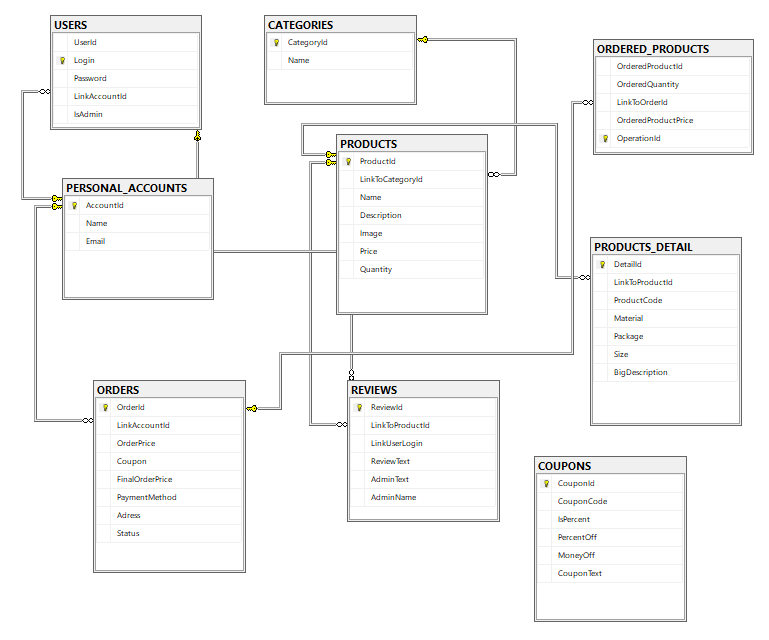 USERS
UserId
Login
Password
LinkAccountId
IsAdmin
CATEGORIES
CategoryId
Name
ORDERED_PRODUCTS
OrderedProductId
OrderedQuantity
LinkToOrderId
OrderedProductPrice
OperationId
PRODUCTS
ProductId
LinkToCategoryId
Name
Description
Image
Price
Quantity
PERSONAL_ACCOUNTS
AccountId
Name
Email
PRODUCTS_DETAIL
DetailId
LinkToProductId
ProductCode
Material
Package
Size
BigDescription
ORDERS
OrderId
LinkAccountId
OrderPrice
Coupon
FinalOrderPrice
PaymentMethod
Adress
Status
REVIEWS
ReviewId
LinkToProductId
LinkUserLogin
ReviewText
AdminText
AdminName
COUPONS
CouponId
CouponCode
IsPercent
PercentOff
MoneyOff
CouponText